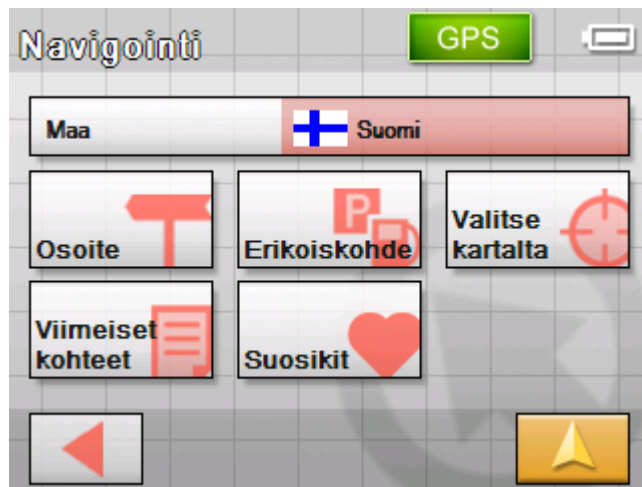 Navigointi
GPS
Maa
Suomi
Osoite
Erikoiskohde
Valitse
kartalta
Viimeiset
kohteet
Suosikit